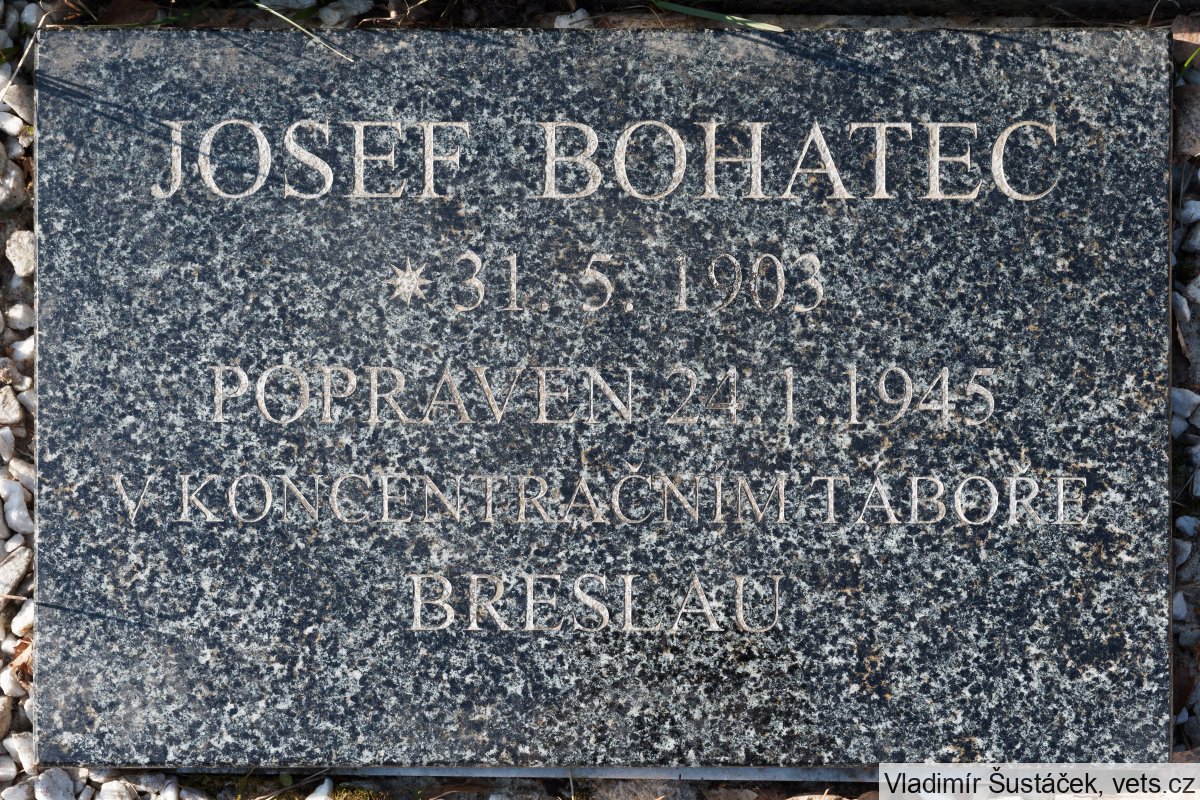 JOSEF BOHATEC
* 31. 5. 1903
POPRAVEN 24.1.1945
V KONCENTRAČNÍM TÁBOŘE
BRESLAU
Vladimír Šustáček, vets.cz